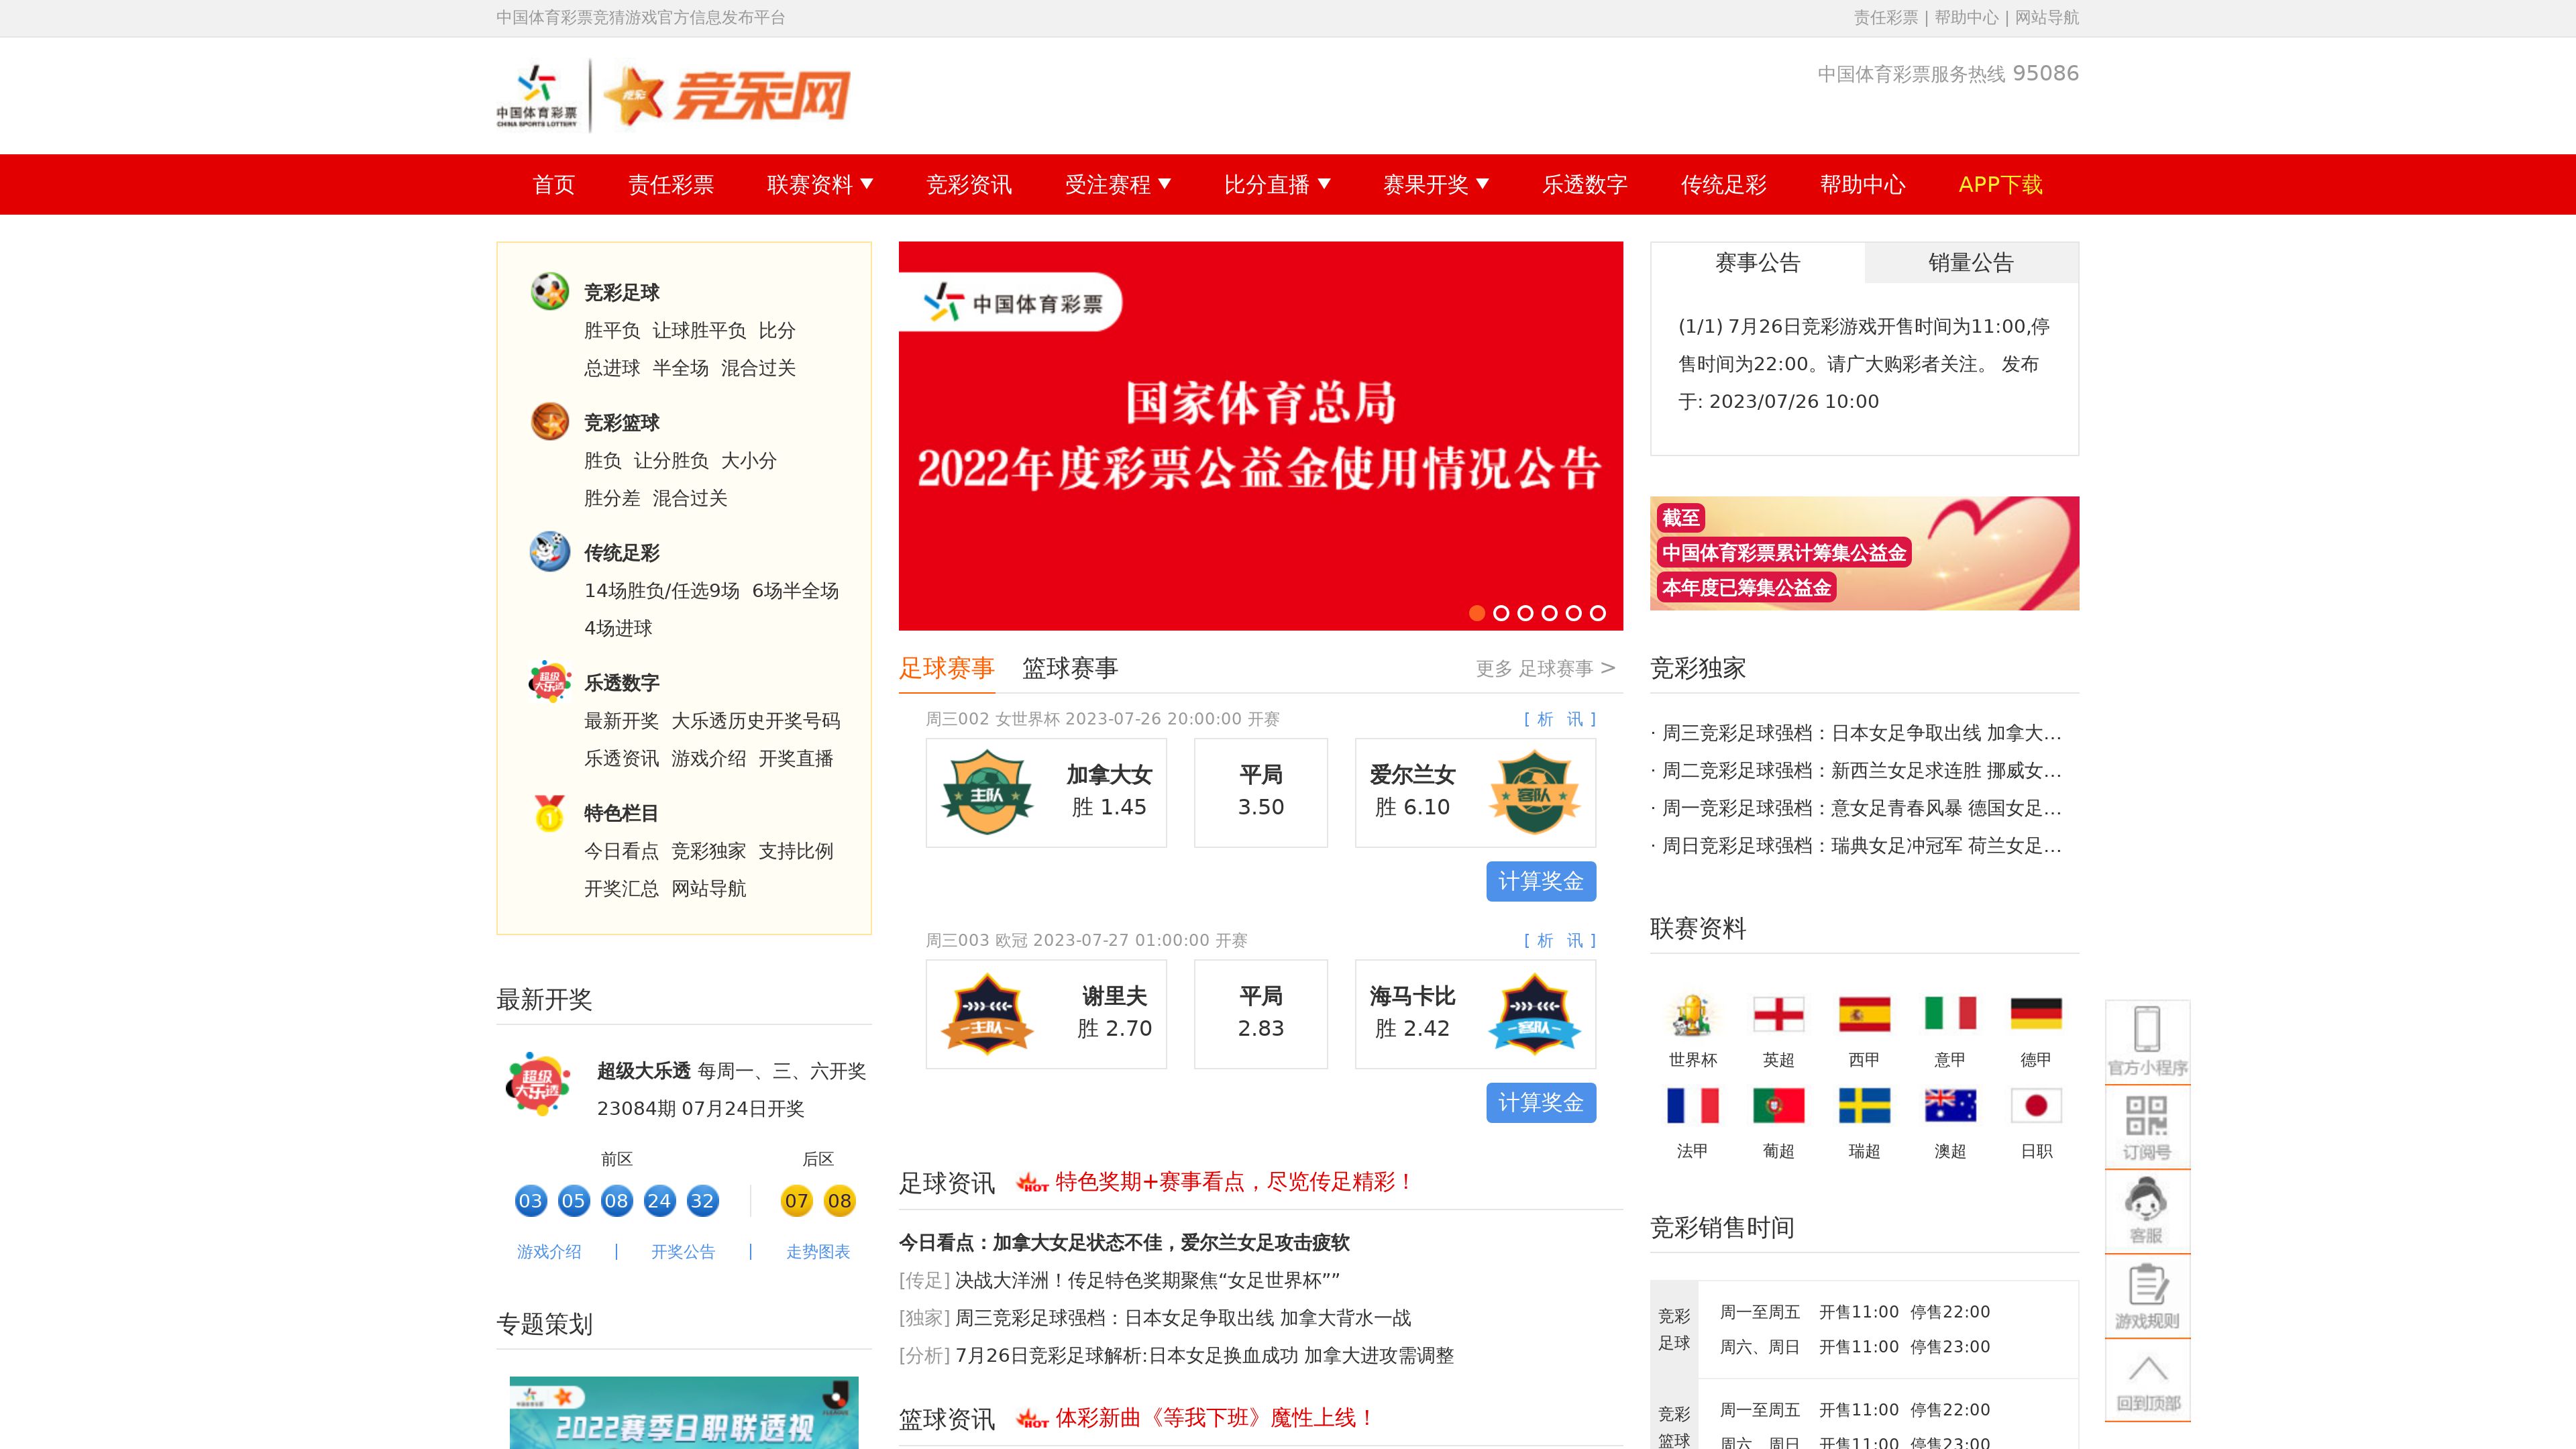 中国体育彩票竞猜游戏官方信息发布平台
责任彩票 | 帮助中心 | 网站导航
中国体育彩票
CHINA SPORTS LOTTERY
竞彩
竞彩网
中国体育彩票服务热线 95086
首页 责任彩票 联赛资料 竞彩资讯 受注赛程 比分直播 赛果开奖 乐透数字 传统足彩 帮助中心 APP下载
竞彩足球
胜平负 让球胜平负 比分
总进球 半全场 混合过关
竞彩篮球
胜负 让分胜负 大小分
胜分差 混合过关
传统足彩
14场胜负/任选9场 6场半全场
4场进球
超级
大乐透
乐透数字
最新开奖 大乐透历史开奖号码
乐透资讯 游戏介绍 开奖直播
1
特色栏目
今日看点 竞彩独家 支持比例
开奖汇总 网站导航
最新开奖
超级
大乐透
超级大乐透 每周一、三、六开奖
23084期 07月24日开奖
前区 后区
03 05 08 24 32 07 08
游戏介绍 | 开奖公告 | 走势图表
专题策划
2022赛季日职联透视
中国体育彩票
国家体育总局
2022年度彩票公益金使用情况公告
足球赛事 篮球赛事 更多 足球赛事 >
周三002 女世界杯 2023-07-26 20:00:00 开赛 [ 析 讯 ]
主队 加拿大女 平局 爱尔兰女 客队
胜 1.45 3.50 胜 6.10
计算奖金
周三003 欧冠 2023-07-27 01:00:00 开赛 [ 析 讯 ]
主队 谢里夫 平局 海马卡比 客队
胜 2.70 2.83 胜 2.42
计算奖金
足球资讯 HOT 特色奖期+赛事看点，尽览传足精彩！
今日看点：加拿大女足状态不佳，爱尔兰女足攻击疲软
[传足] 决战大洋洲！传足特色奖期聚焦“女足世界杯””
[独家] 周三竞彩足球强档：日本女足争取出线 加拿大背水一战
[分析] 7月26日竞彩足球解析:日本女足换血成功 加拿大进攻需调整
篮球资讯 HOT 体彩新曲《等我下班》魔性上线！
赛事公告 销量公告
(1/1) 7月26日竞彩游戏开售时间为11:00,停
售时间为22:00。请广大购彩者关注。 发布
于: 2023/07/26 10:00
截至
中国体育彩票累计筹集公益金
本年度已筹集公益金
竞彩独家
· 周三竞彩足球强档：日本女足争取出线 加拿大…
· 周二竞彩足球强档：新西兰女足求连胜 挪威女…
· 周一竞彩足球强档：意女足青春风暴 德国女足…
· 周日竞彩足球强档：瑞典女足冲冠军 荷兰女足…
联赛资料
世界杯 英超 西甲 意甲 德甲
法甲 葡超 瑞超 澳超 日职
竞彩销售时间
竞彩
足球
周一至周五 开售11:00 停售22:00
周六、周日 开售11:00 停售23:00
竞彩
篮球
周一至周五 开售11:00 停售22:00
周六、周日 开售11:00 停售23:00
官方小程序
订阅号
客服
游戏规则
回到顶部